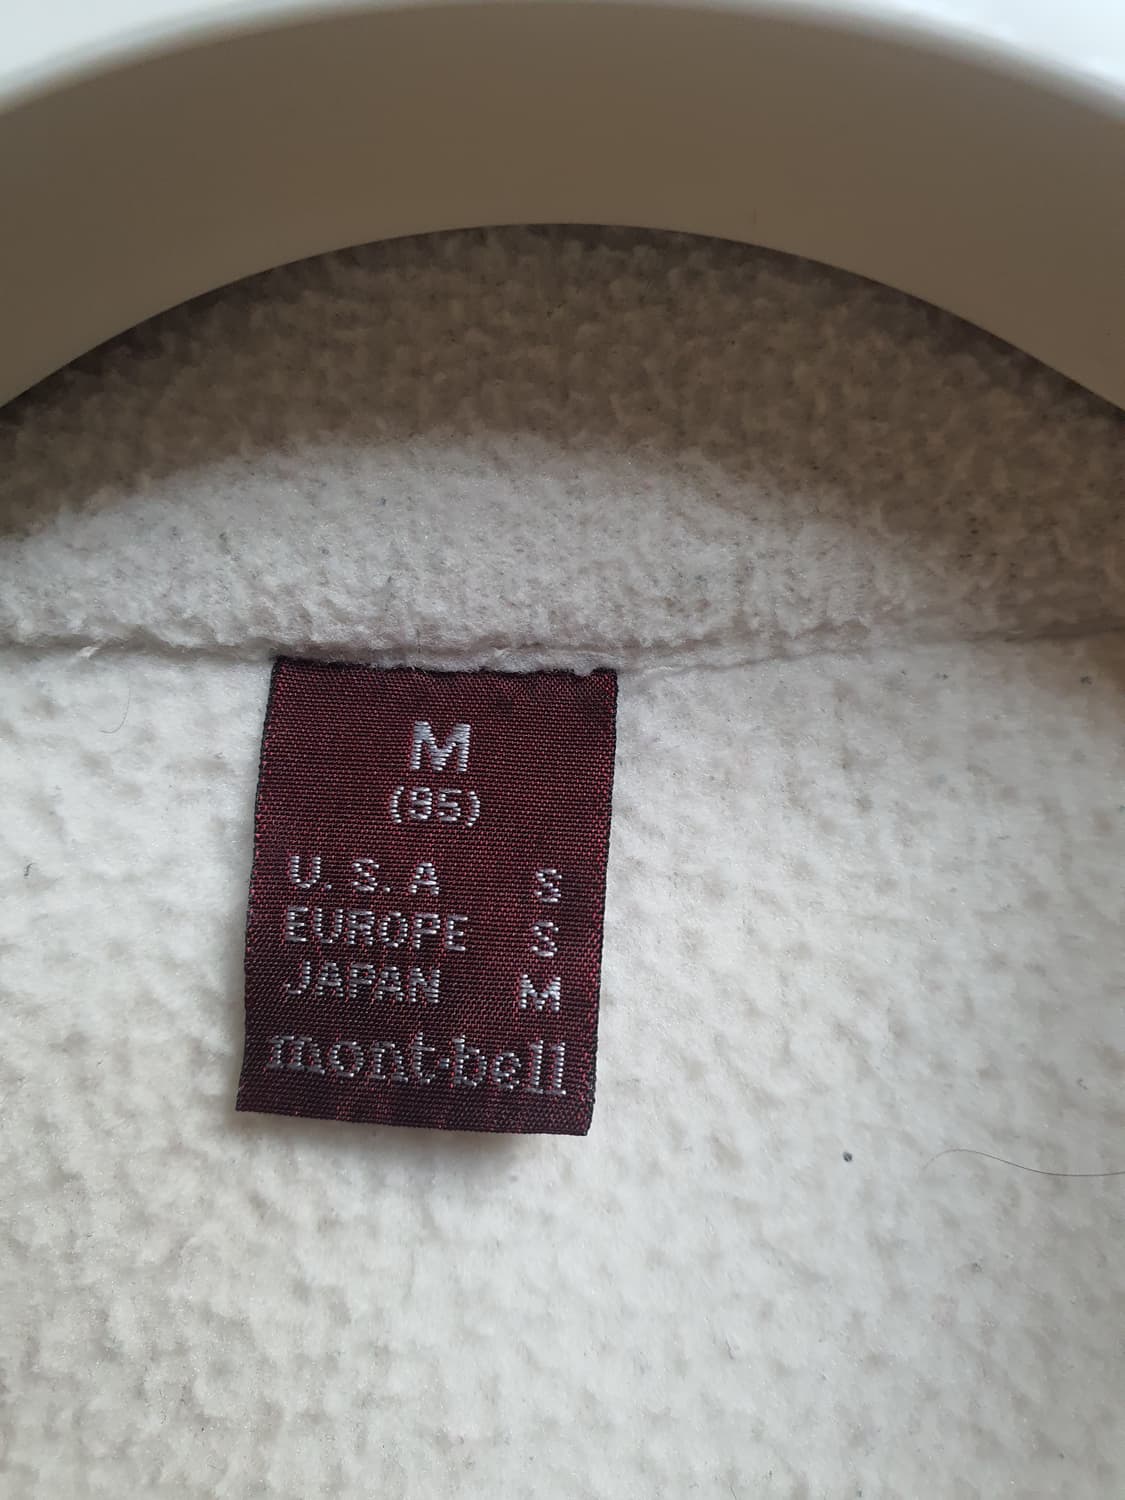 M
(85)
U.S.A S
EUROPE S
JAPAN M
mont-bell